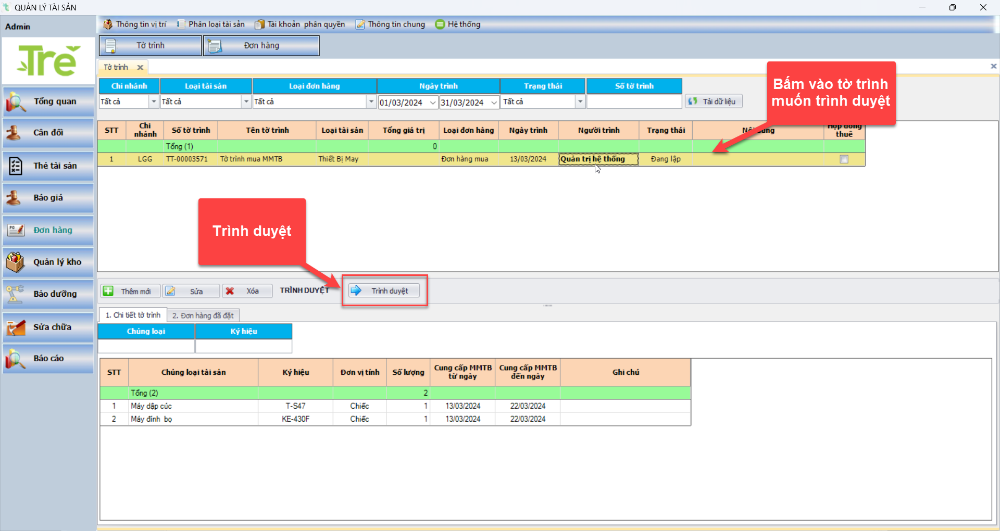 QUẢN LÝ TÀI SẢN
Admin
Thông tin vị trí
Phân loại tài sản
Tài khoản phân quyền
Thông tin chung
Hệ thống
Tre
Tờ trình
Đơn hàng
Tờ trình
Chi nhánh
Loại tài sản
Loại đơn hàng
Ngày trình
Trạng thái
Số tờ trình
Tất cả
Tất cả
Tất cả
01/03/2024
31/03/2024
Tất cả
Tải dữ liệu
Bấm vào tờ trình
muốn trình duyệt
Tổng quan
Cân đối
Thẻ tài sản
Báo giá
PO
Đơn hàng
Quản lý kho
Bảo dưỡng
Sửa chữa
Báo cáo
STT
Chi
nhánh
Số tờ trình
Tên tờ trình
Loại tài sản
Tổng giá trị
Loại đơn hàng
Ngày trình
Người trình
Trạng thái
Nội dung
Hợp đồng
thuê
Tổng (1)
0
1
LGG
TT-00003571
Tờ trình mua MMTB
Thiết Bị May
Đơn hàng mua
13/03/2024
Quản trị hệ thống
Đang lập
Trình duyệt
Thêm mới
Sửa
Xóa
TRÌNH DUYỆT
Trình duyệt
1. Chi tiết tờ trình
2. Đơn hàng đã đặt
Chủng loại
Ký hiệu
STT
Chủng loại tài sản
Ký hiệu
Đơn vị tính
Số lượng
Cung cấp MMTB
từ ngày
Cung cấp MMTB
đến ngày
Ghi chú
Tổng (2)
2
1
Máy dập cúc
T-S47
Chiếc
1
13/03/2024
22/03/2024
2
Máy đính bọ
KE-430F
Chiếc
1
13/03/2024
22/03/2024